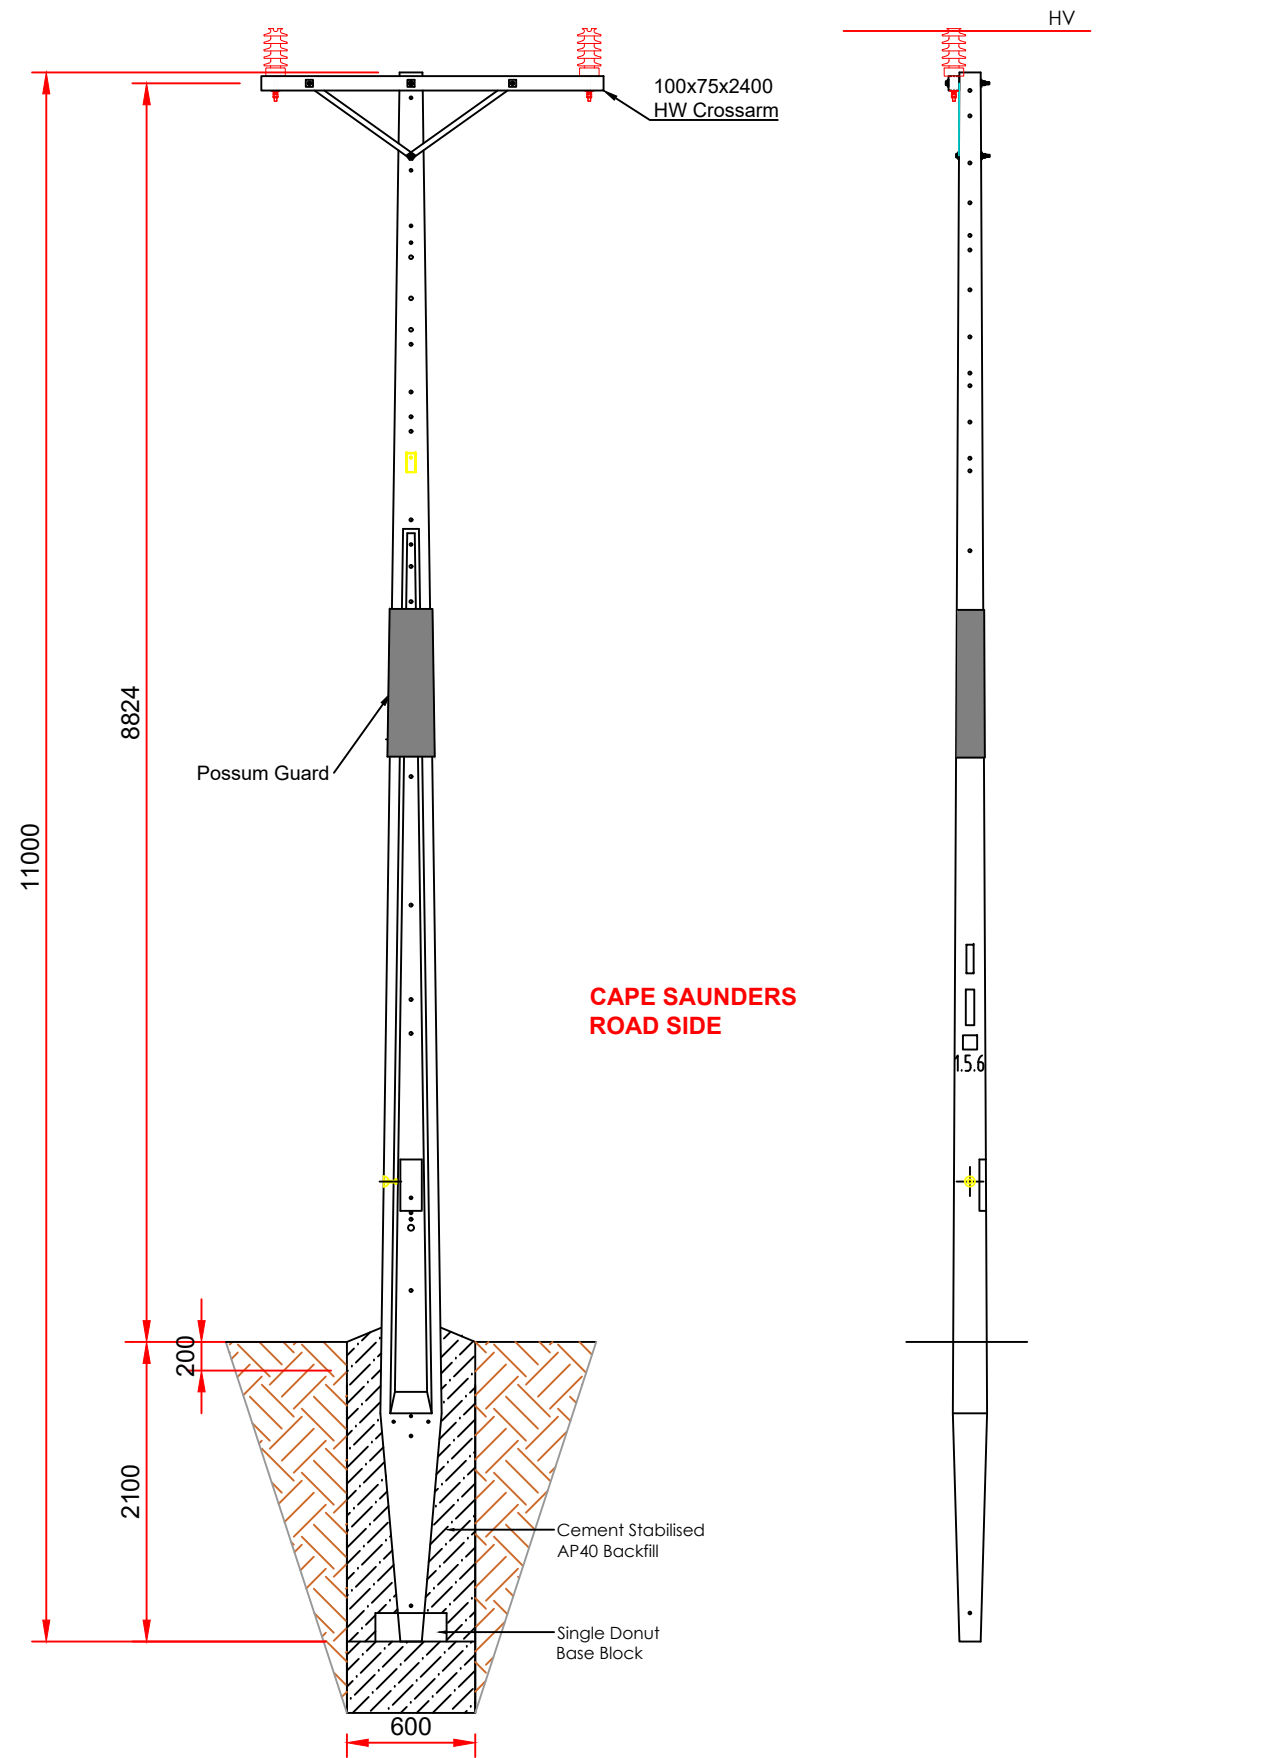 HV
100x75x2400
HW Crossarm
8824
Possum Guard
11000
CAPE SAUNDERS
ROAD SIDE
1.5.6
200
2100
Cement Stabilised
AP40 Backfill
Single Donut
Base Block
600